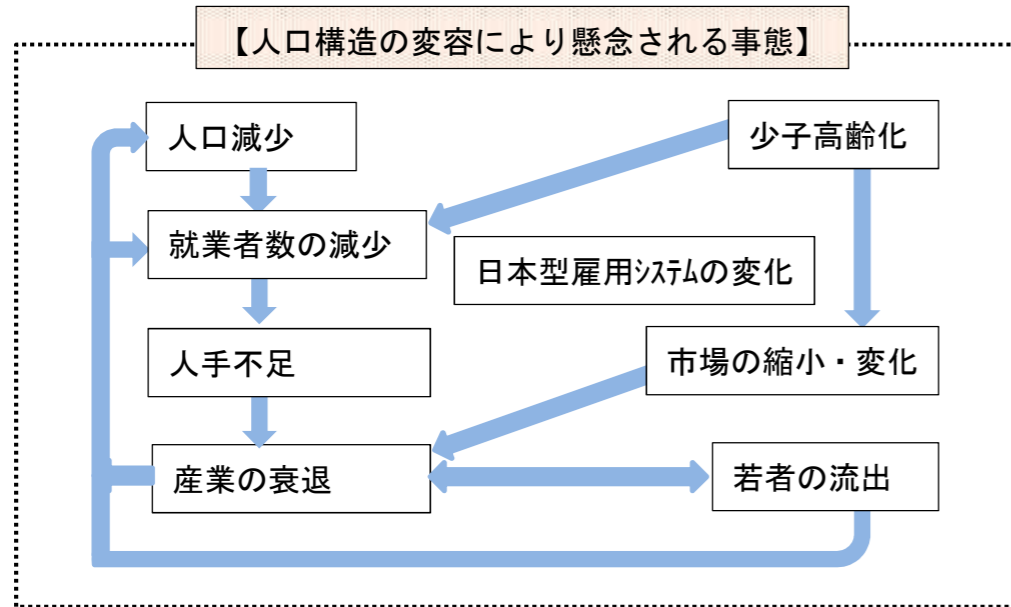 【人口構造の変容により懸念される事態】
人口減少
少子高齢化
就業者数の減少
日本型雇用ｼｽﾃﾑの変化
人手不足
市場の縮小・変化
産業の衰退
若者の流出